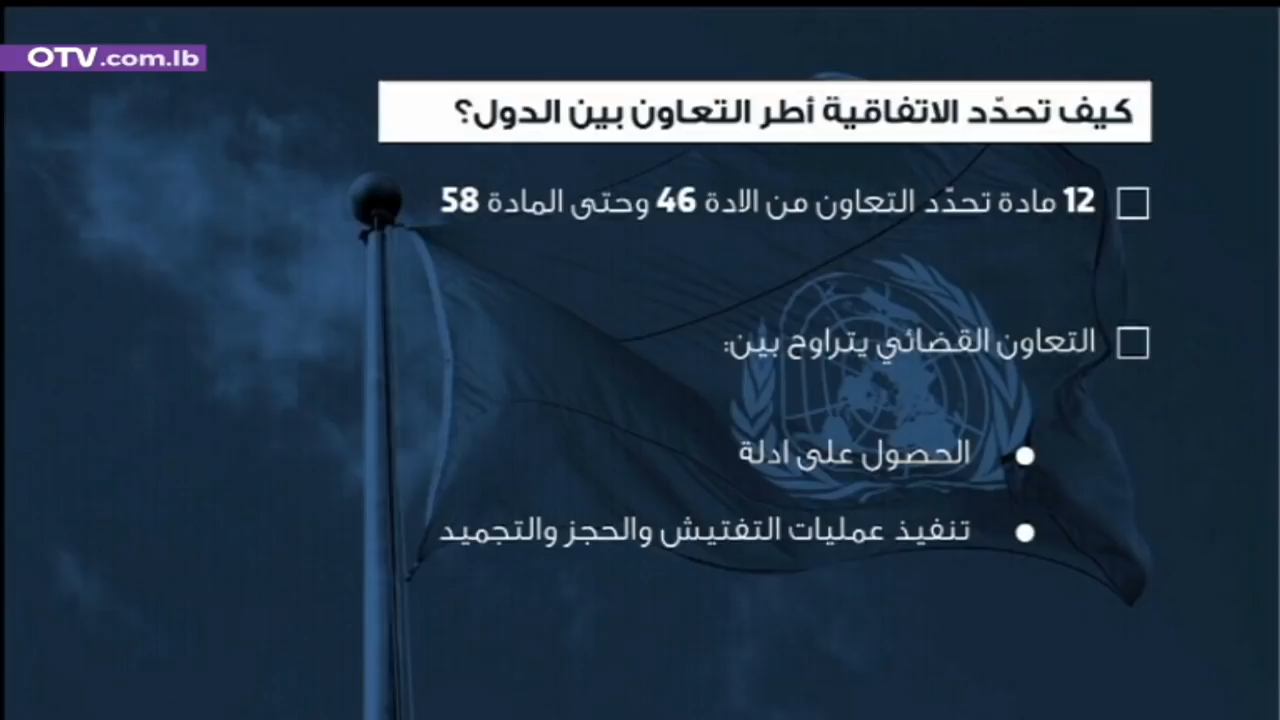 OTV.com.lb
كيف تحدّد الاتفاقية أطر التعاون بين الدول؟
12 مادة تحدّد التعاون من الادة 46 وحتى المادة 58
التعاون القضائي يتراوح بين:
الحصول على ادلة
تنفيذ عمليات التفتيش والحجز والتجميد